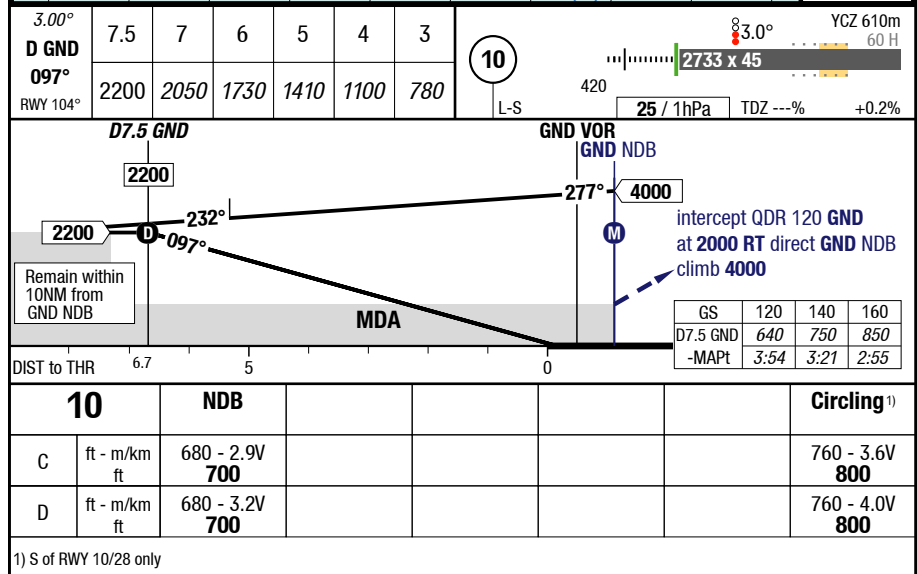 3.00°
D GND
097°
RWY 104°
7.5 7 6 5 4 3
2200 2050 1730 1410 1100 780
10
L-S
420
3.0°
YCZ 610m
60 H
2733 x 45
25 / 1hPa
TDZ ---%
+0.2%
D7.5 GND
GND VOR
GND NDB
2200
232°
277°
4000
2200
D
097°
M
intercept QDR 120 GND
at 2000 RT direct GND NDB
climb 4000
Remain within
10NM from
GND NDB
MDA
GS 120 140 160
D7.5 GND 640 750 850
-MAPt 3:54 3:21 2:55
DIST to THR 6.7 5 0
10 NDB Circling 1)
C ft - m/km 680 - 2.9V 760 - 3.6V
ft 700 800
D ft - m/km 680 - 3.2V 760 - 4.0V
ft 700 800
1) S of RWY 10/28 only